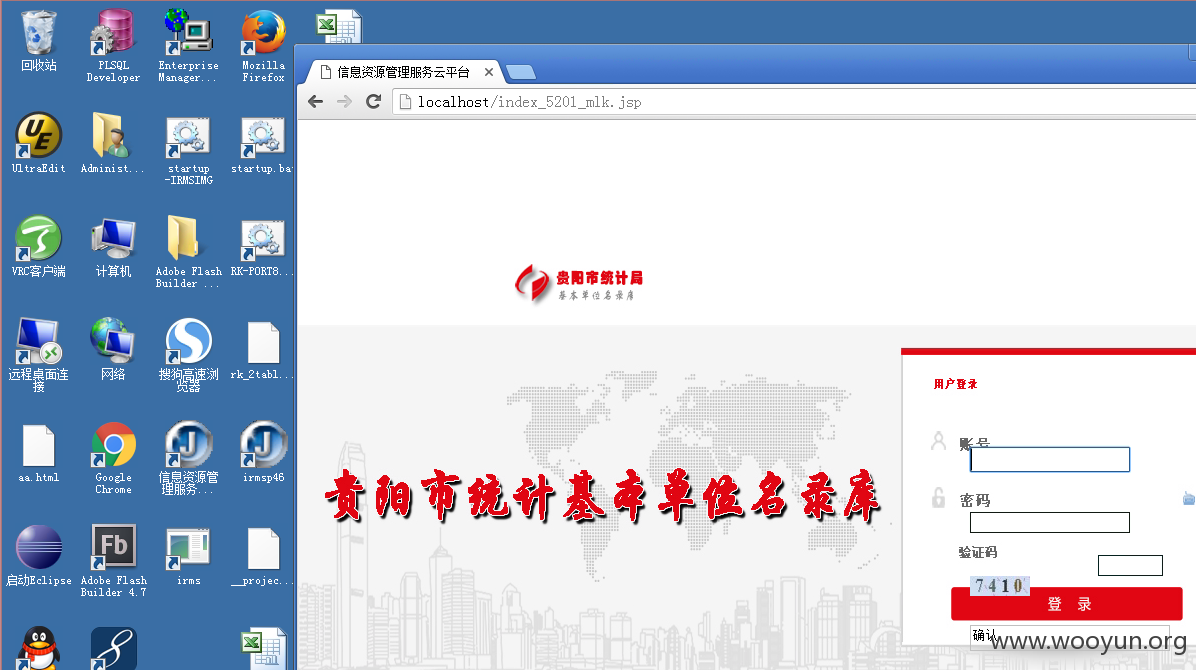 回收站
PLSQL
Developer
Enterprise
Manager...
Mozilla
Firefox
信息资源管理服务云平台
localhost/index_5201_mlk.jsp
UE
UltraEdit
Administ...
startup
-IRMSIMG
startup.ba
VRC客户端
计算机
Adobe Flash
Builder ...
RK-PORT8...
贵阳市统计局
基本单位名录库
远程桌面连
接
网络
搜狗高速浏
览器
rk_2tabl...
用户登录
账号
aa.html
Google
Chrome
信息资源管
理服务...
irmsp46
贵阳市统计基本单位名录库
密码
验证码
启动Eclipse
Fb
Adobe Flash
Builder 4.7
irms
__projec...
7410
登 录
确认
www.wooyun.org